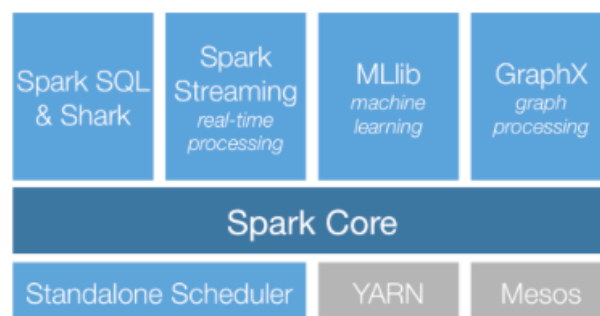 Spark SQL
& Shark
Spark
Streaming
real-time
processing
MLlib
machine
learning
GraphX
graph
processing
Spark Core
Standalone Scheduler
YARN
Mesos